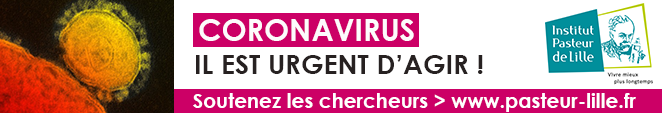 CORONAVIRUS
IL EST URGENT D'AGIR !
Soutenez les chercheurs > www.pasteur-lille.fr
Institut
Pasteur
de Lille
Vivre mieux
plus longtemps